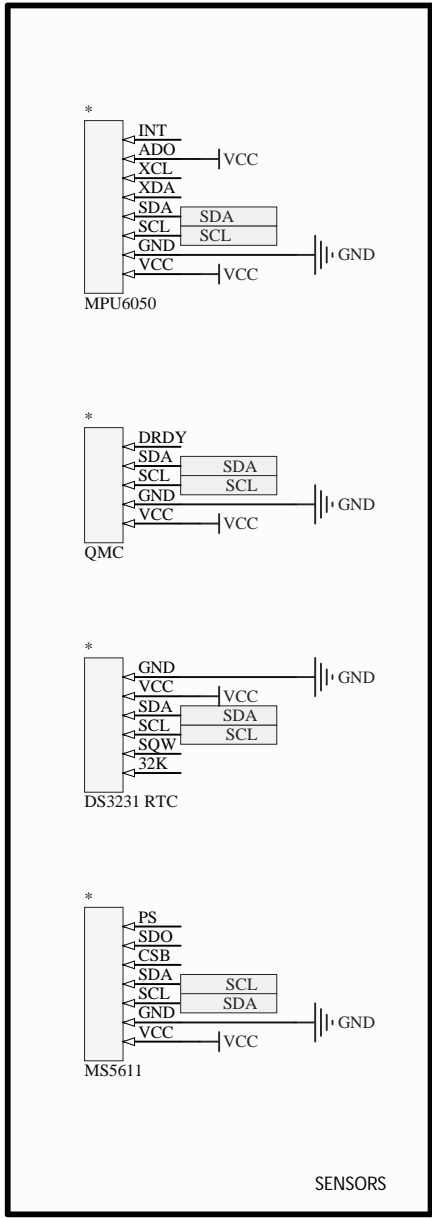 *
INT
ADO VCC
XCL
XDA
SDA SDA
SCL SCL
GND GND
VCC VCC
MPU6050
*
DRDY
SDA SDA
SCL SCL
GND GND
VCC VCC
QMC
*
GND GND
VCC VCC
SDA SDA
SCL SCL
SQW
32K
DS3231 RTC
*
PS
SDO
CSB
SDA SCL
SCL SDA
GND GND
VCC VCC
MS5611
SENSORS